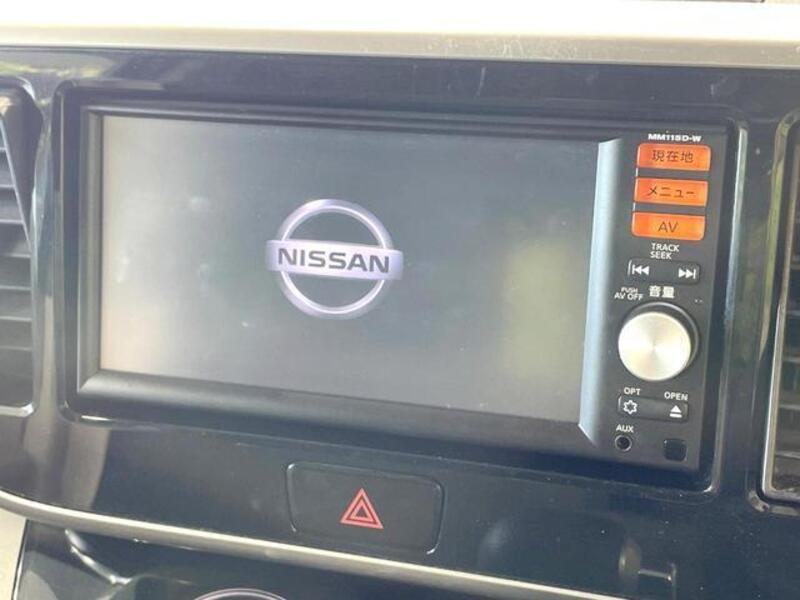 MM115D-W
現在地
メニュー
AV
TRACK
SEEK
NISSAN
PUSH
AV OFF
音量
OPT
OPEN
AUX